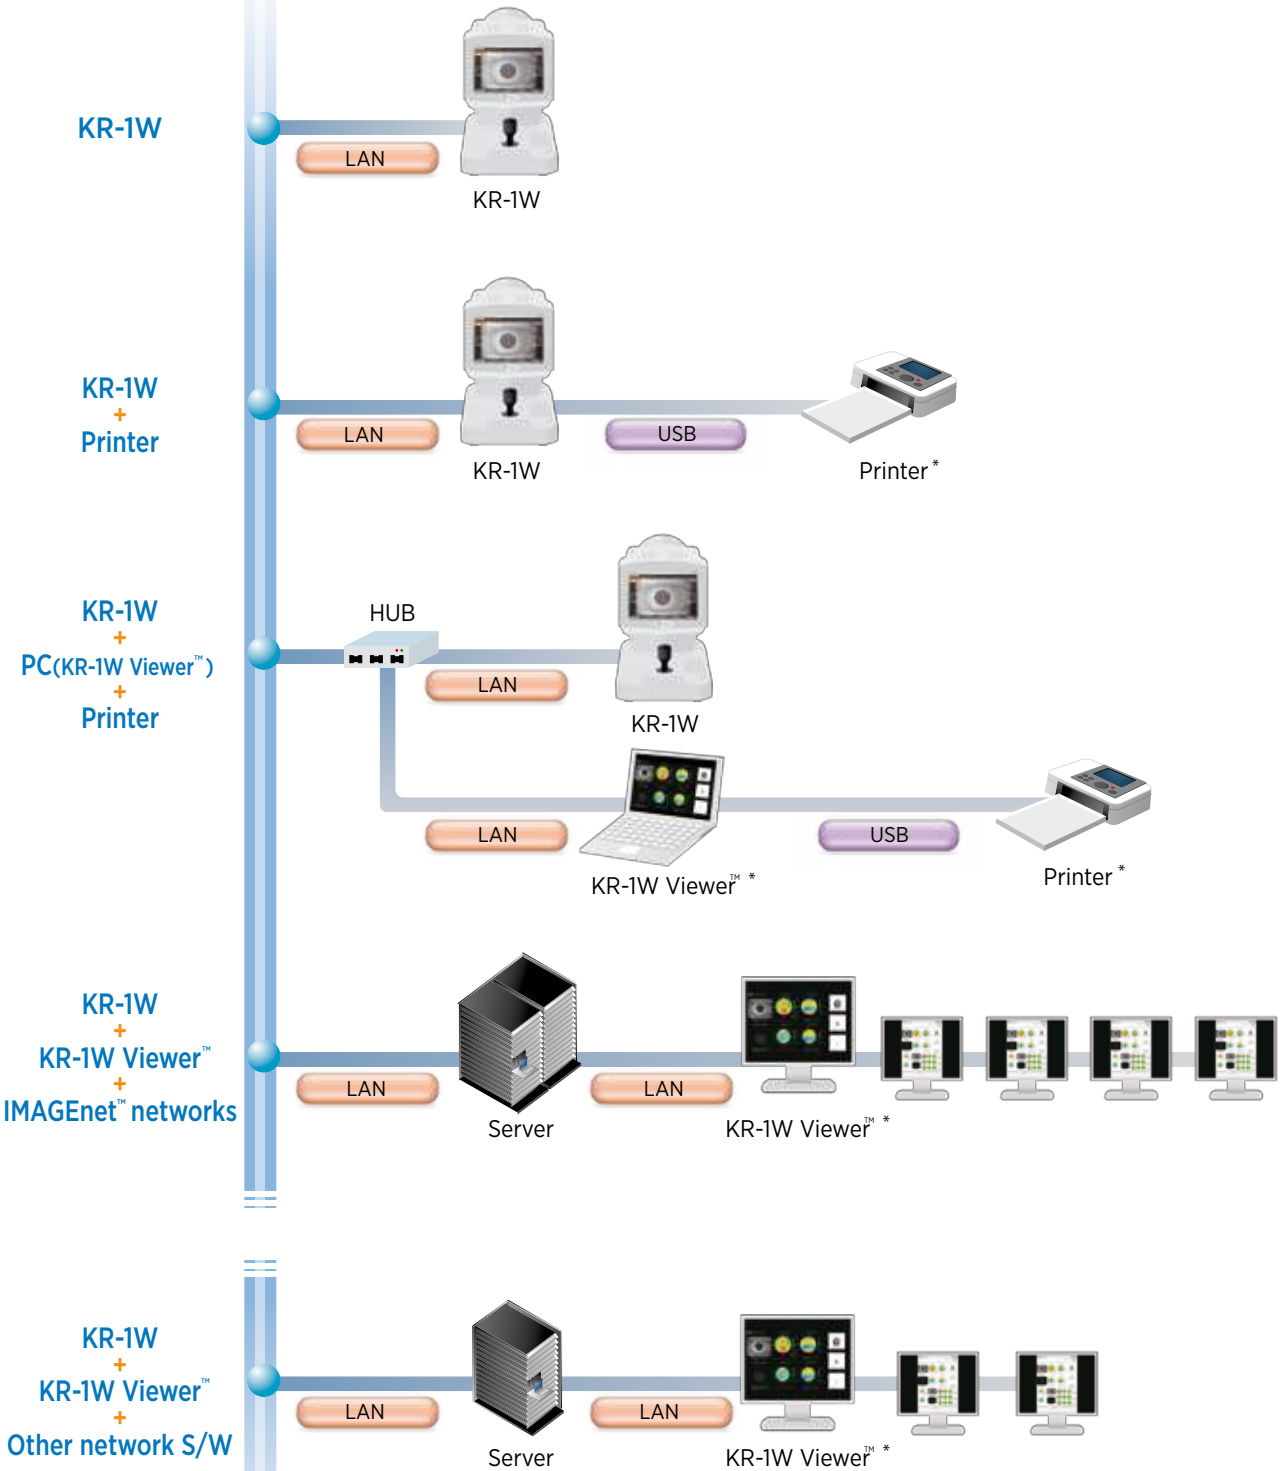 KR-1W
LAN
KR-1W
KR-1W
+
Printer
LAN
USB
KR-1W
Printer*
KR-1W
+
PC(KR-1W Viewer™)
+
Printer
HUB
LAN
KR-1W
LAN
USB
KR-1W Viewer™ *
Printer*
KR-1W
+
KR-1W Viewer™
+
IMAGEnet™ networks
LAN
LAN
Server
KR-1W Viewer™ *
KR-1W
+
KR-1W Viewer™
+
Other network S/W
LAN
LAN
Server
KR-1W Viewer™ *